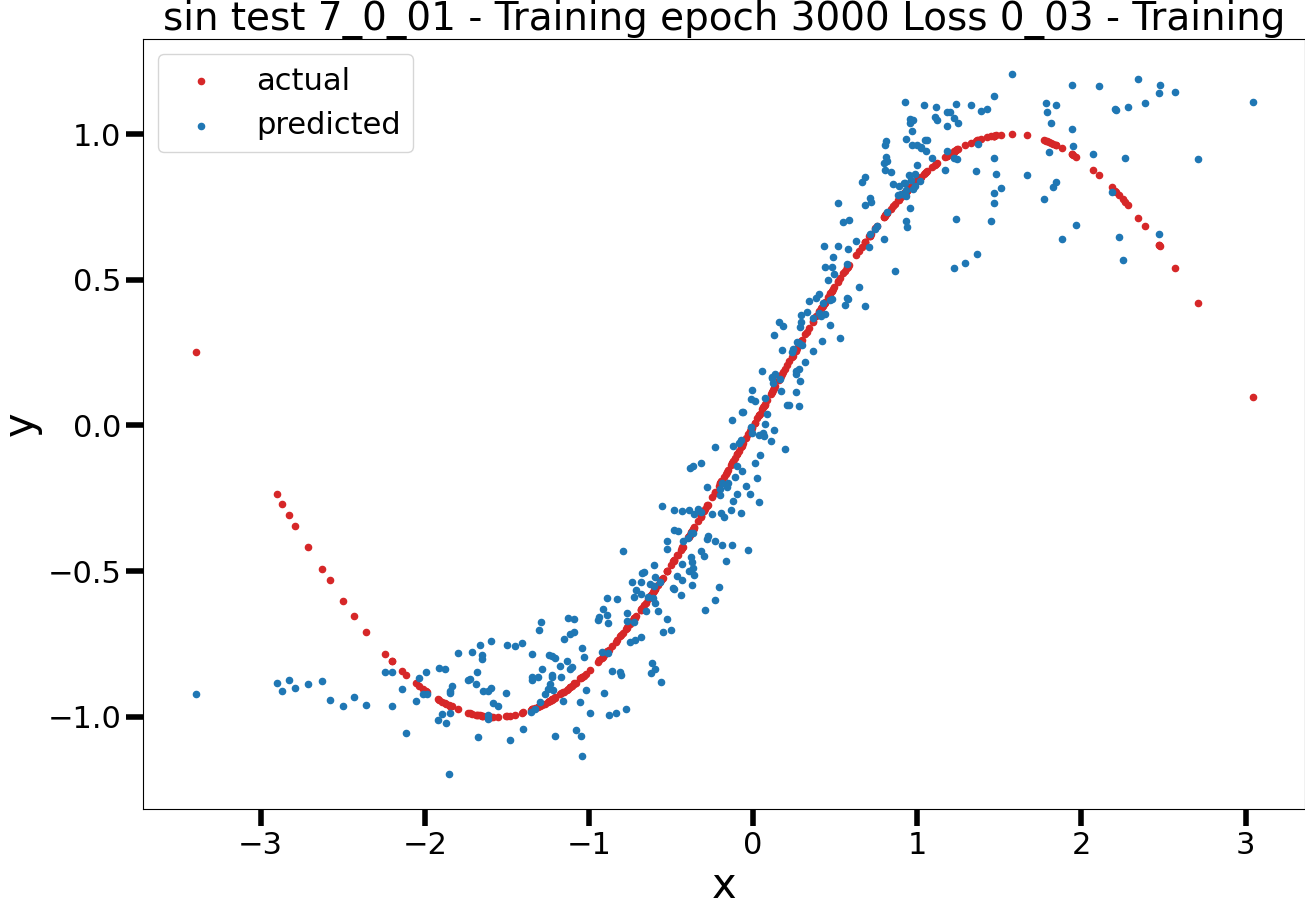 sin test 7_0_01 - Training epoch 3000 Loss 0_03 - Training
actual
predicted
1.0
0.5
0.0
−0.5
−1.0
y
−3 −2 −1 0 1 2 3
x